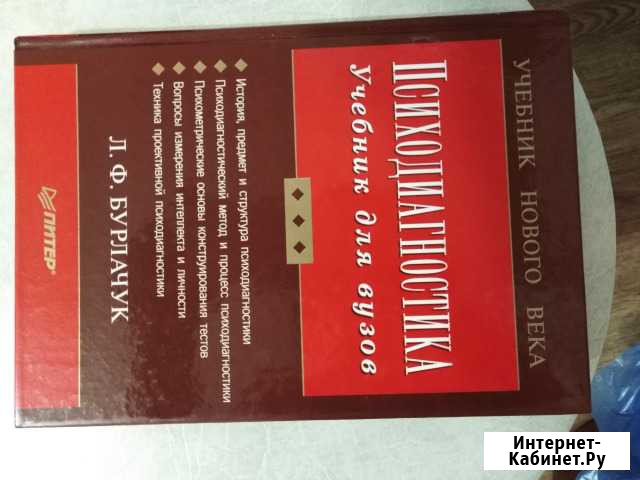 УЧЕБНИК НОВОГО ВЕКА
ПСИХОДИАГНОСТИКА
Учебник для вузов
◆ История, предмет и структура психодиагностики
◆ Психодиагностический метод и процесс психодиагностики
◆ Психометрические основы конструирования тестов
◆ Вопросы измерения интеллекта и личности
◆ Техника проективной психодиагностики
Л. Ф. БУРЛАЧУК
ПИТЕР®
Интернет-
Кабинет.Ру